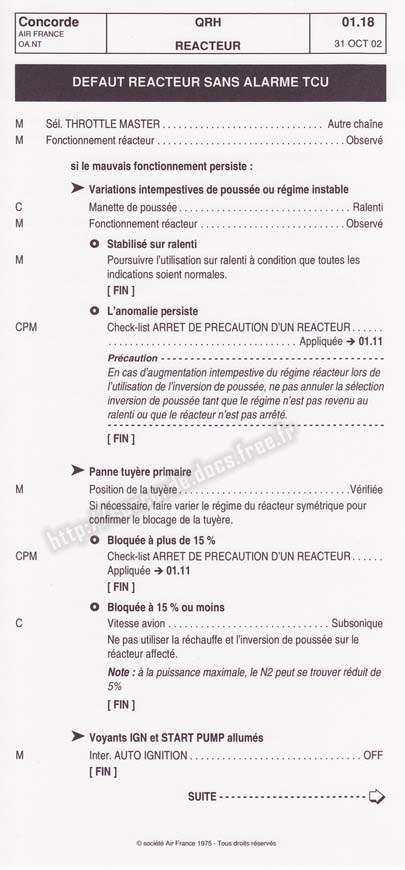 Concorde
QRH
01.18
AIR FRANCE
OA.NT
REACTEUR
31 OCT 02
DEFAUT REACTEUR SANS ALARME TCU
M Sél. THROTTLE MASTER . . . . . . . . . . . . . . . . . . . . . . . . . . . . Autre chaîne
M Fonctionnement réacteur . . . . . . . . . . . . . . . . . . . . . . . . . . . . Observé
si le mauvais fonctionnement persiste :
➤ Variations intempestives de poussée ou régime instable
C Manette de poussée . . . . . . . . . . . . . . . . . . . . . . . . . . . . Ralenti
M Fonctionnement réacteur . . . . . . . . . . . . . . . . . . . . . . . . Observé
Stabilisé sur ralenti
M Poursuivre l'utilisation sur ralenti à condition que toutes les
indications soient normales.
[ FIN ]
L'anomalie persiste
CPM Check-list ARRET DE PRECAUTION D'UN REACTEUR . . . . . .
. . . . . . . . . . . . . . . . . . . . . . . . . . . . . . . . . Appliquée ➔ 01.11
Précaution - - - - - - - - - - - - - - - - - - - - - - - - - - - - - -
En cas d'augmentation intempestive du régime réacteur lors de
l'utilisation de l'inversion de poussée, ne pas annuler la sélection
inversion de poussée tant que le régime n'est pas revenu au
ralenti ou que le réacteur n'est pas arrêté.
[ FIN ]
➤ Panne tuyère primaire
M Position de la tuyère . . . . . . . . . . . . . . . . . . . . . . . . . . . . Vérifiée
Si nécessaire, faire varier le régime du réacteur symétrique pour
confirmer le blocage de la tuyère.
Bloquée à plus de 15 %
CPM Check-list ARRET DE PRECAUTION D'UN REACTEUR . . . . . .
Appliquée ➔ 01.11
[ FIN ]
Bloquée à 15 % ou moins
C Vitesse avion . . . . . . . . . . . . . . . . . . . . . . . . . . . . Subsonique
Ne pas utiliser la réchauffe et l'inversion de poussée sur le
réacteur affecté.
Note : à la puissance maximale, le N2 peut se trouver réduit de
5%
[ FIN ]
➤ Voyants IGN et START PUMP allumés
M Inter. AUTO IGNITION . . . . . . . . . . . . . . . . . . . . . . . . . . . . . . OFF
[ FIN ]
SUITE - - - - - - - - - - - - - - - - - - - - - - - -
© société Air France 1975 - Tous droits réservés
http://concorde.docs.free.fr